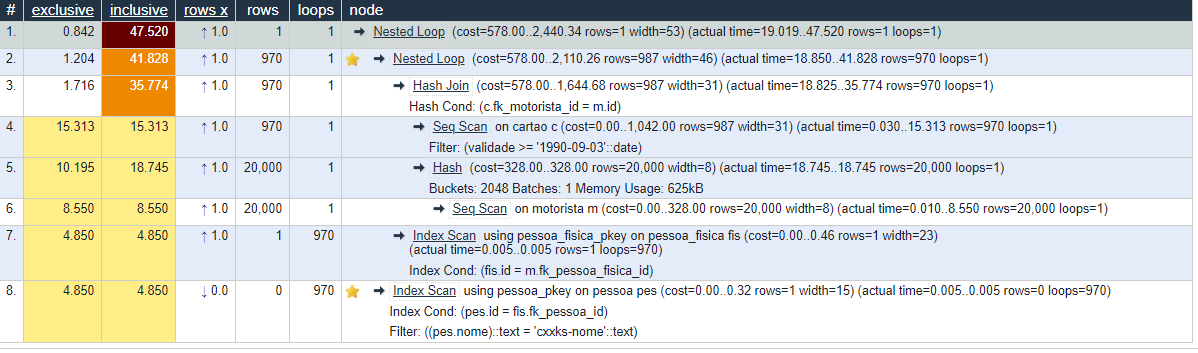 # exclusive inclusive rows x rows loops node
1. 0.842 47.520 ↑ 1.0 1 1 → Nested Loop (cost=578.00..2,440.34 rows=1 width=53) (actual time=19.019..47.520 rows=1 loops=1)
2. 1.204 41.828 ↑ 1.0 970 1 → Nested Loop (cost=578.00..2,110.26 rows=987 width=46) (actual time=18.850..41.828 rows=970 loops=1)
3. 1.716 35.774 ↑ 1.0 970 1 → Hash Join (cost=578.00..1,644.68 rows=987 width=31) (actual time=18.825..35.774 rows=970 loops=1)
Hash Cond: (c.fk_motorista_id = m.id)
4. 15.313 15.313 ↑ 1.0 970 1 → Seq Scan on cartao c (cost=0.00..1,042.00 rows=987 width=31) (actual time=0.030..15.313 rows=970 loops=1)
Filter: (validade >= '1990-09-03'::date)
5. 10.195 18.745 ↑ 1.0 20,000 1 → Hash (cost=328.00..328.00 rows=20,000 width=8) (actual time=18.745..18.745 rows=20,000 loops=1)
Buckets: 2048 Batches: 1 Memory Usage: 625kB
6. 8.550 8.550 ↑ 1.0 20,000 1 → Seq Scan on motorista m (cost=0.00..328.00 rows=20,000 width=8) (actual time=0.010..8.550 rows=20,000 loops=1)
7. 4.850 4.850 ↑ 1.0 1 970 → Index Scan using pessoa_fisica_pkey on pessoa_fisica fis (cost=0.00..0.46 rows=1 width=23)
(actual time=0.005..0.005 rows=1 loops=970)
Index Cond: (fis.id = m.fk_pessoa_fisica_id)
8. 4.850 4.850 ↓ 0.0 0 970 → Index Scan using pessoa_pkey on pessoa pes (cost=0.00..0.32 rows=1 width=15) (actual time=0.005..0.005 rows=0 loops=970)
Index Cond: (pes.id = fis.fk_pessoa_id)
Filter: ((pes.nome)::text = 'cxxks-nome'::text)